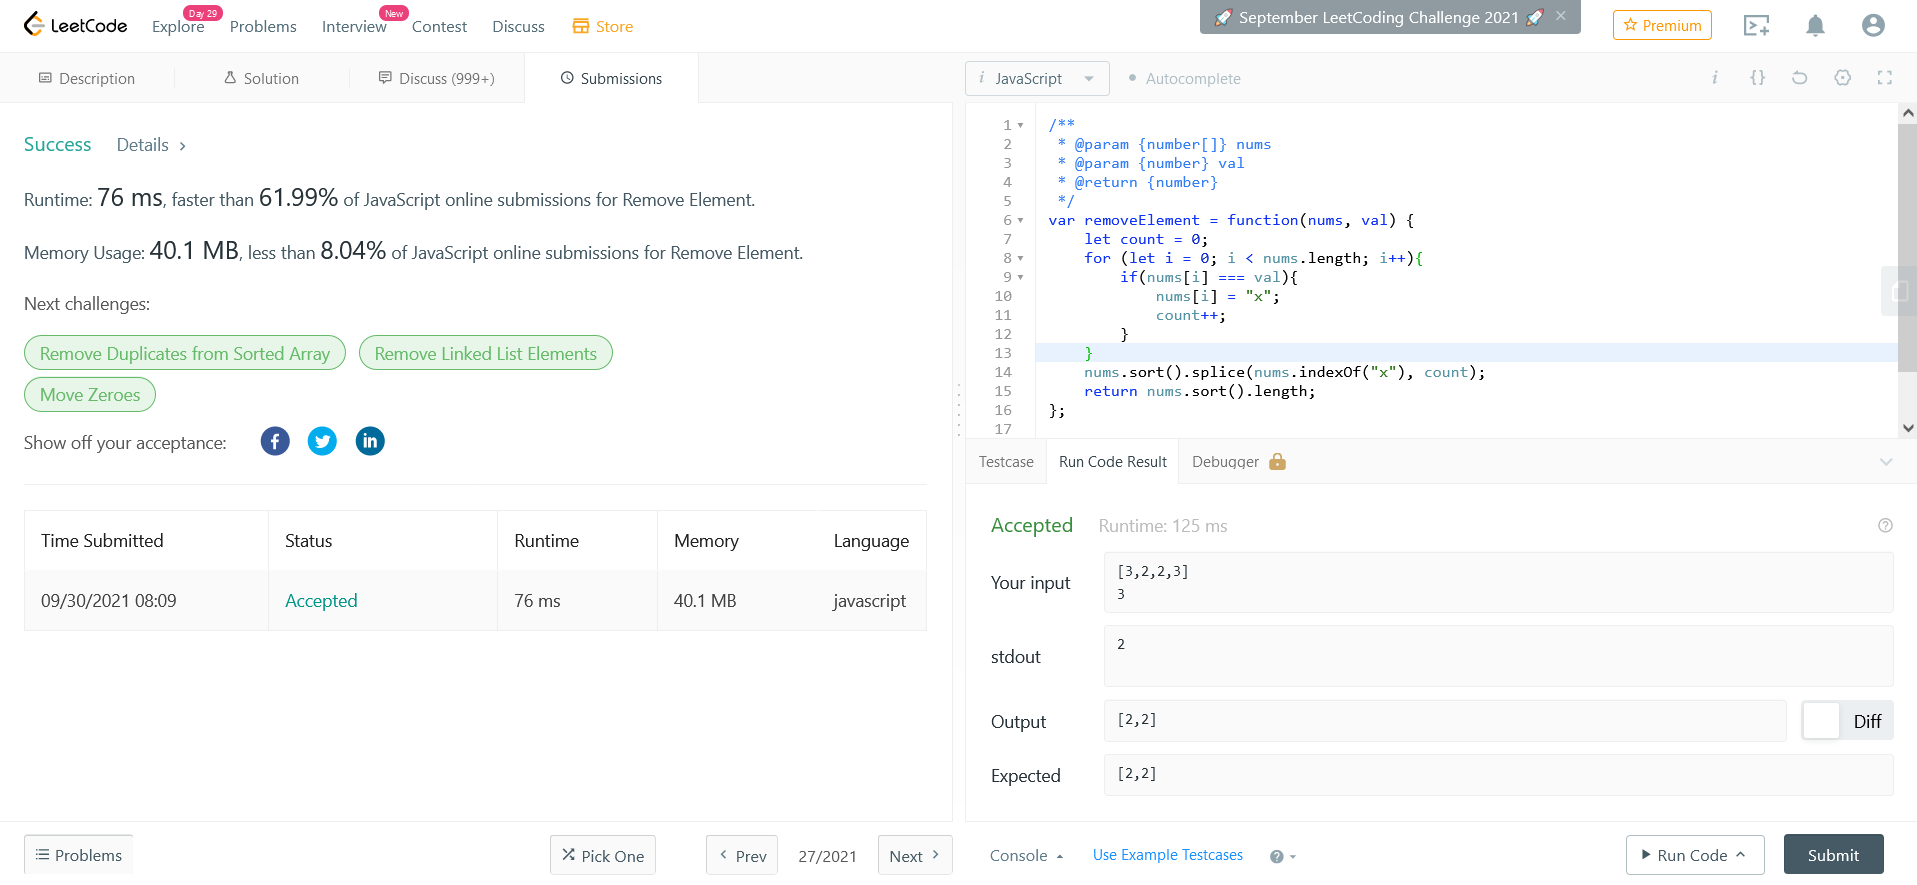 LeetCode
Explore
Day 29
Problems
Interview
New
Contest
Discuss
Store
🚀 September LeetCoding Challenge 2021 🚀 ×
Premium
Description
Solution
Discuss (999+)
Submissions
i JavaScript
Autocomplete
i {}
Success
Details >
Runtime: 76 ms, faster than 61.99% of JavaScript online submissions for Remove Element.
Memory Usage: 40.1 MB, less than 8.04% of JavaScript online submissions for Remove Element.
Next challenges:
Remove Duplicates from Sorted Array
Remove Linked List Elements
Move Zeroes
Show off your acceptance:
f
in
Time Submitted Status Runtime Memory Language
09/30/2021 08:09 Accepted 76 ms 40.1 MB javascript
1 /**
2  * @param {number[]} nums
3  * @param {number} val
4  * @return {number}
5  */
6 var removeElement = function(nums, val) {
7     let count = 0;
8     for (let i = 0; i < nums.length; i++){
9         if(nums[i] === val){
10             nums[i] = "x";
11             count++;
12         }
13     }
14     nums.sort().splice(nums.indexOf("x"), count);
15     return nums.sort().length;
16 };
17
Testcase
Run Code Result
Debugger
Accepted
Runtime: 125 ms
?
Your input
[3,2,2,3]
3
stdout
2
Output
[2,2]
Diff
Expected
[2,2]
Problems
Pick One
< Prev
27/2021
Next >
Console
Use Example Testcases
?
Run Code
Submit